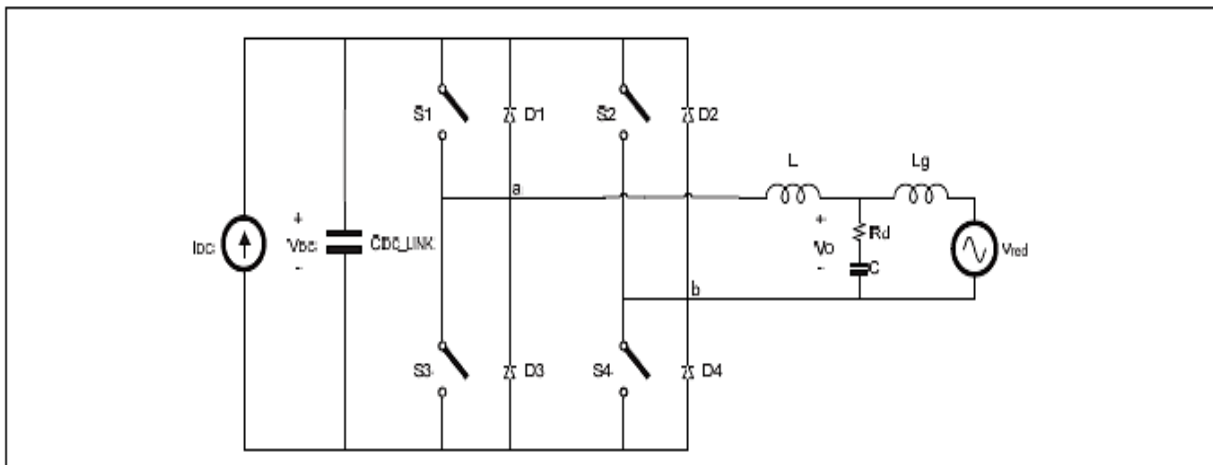 S1
D1
S2
D2
L
Lg
a
+
VDC
-
CDC_LINK
IDC
+
Vo
-
Rd
C
Vred
b
S3
D3
S4
D4